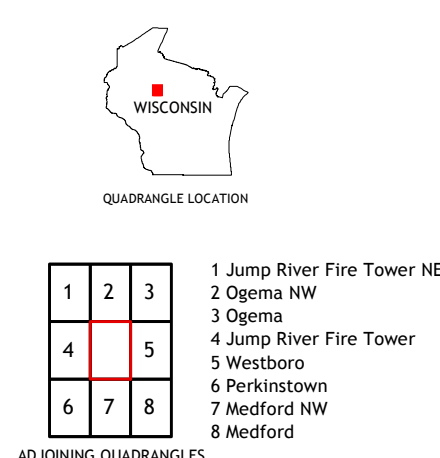 WISCONSIN
QUADRANGLE LOCATION
1 2 3
4 5
6 7 8
1 Jump River Fire Tower NE
2 Ogema NW
3 Ogema
4 Jump River Fire Tower
5 Westboro
6 Perkinstown
7 Medford NW
8 Medford
ADJOINING QUADRANGLES